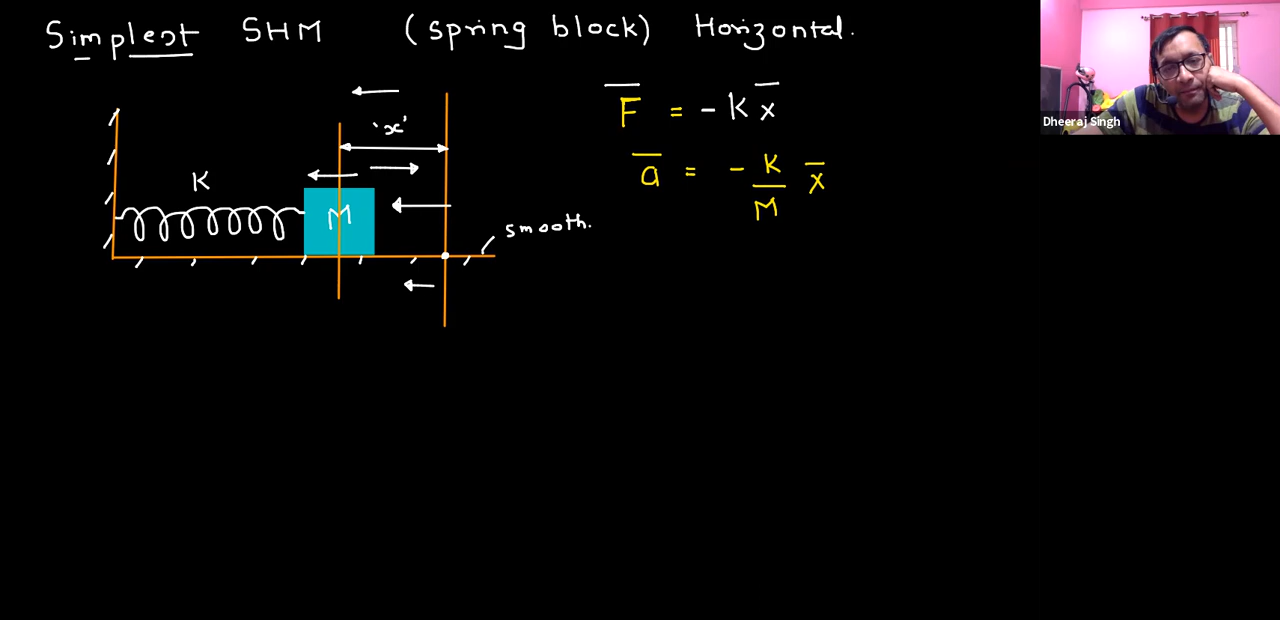 Simplest SHM (spring block) Horizontal.
F = - K x
'x'
a = - K/M x
K
M
smooth.
Dheeraj Singh